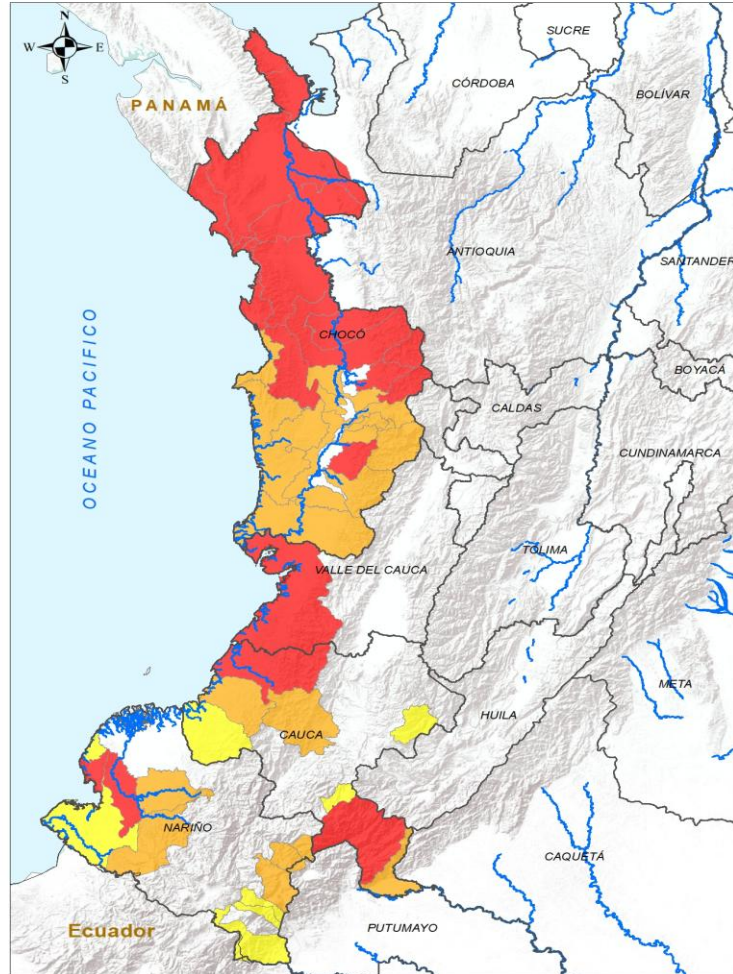 N
W E
S
PANAMÁ
SUCRE
CÓRDOBA
BOLÍVAR
ANTIOQUIA
SANTANDER
OCEANO PACIFICO
CHOCÓ
BOYACÁ
CALDAS
CUNDINAMARCA
TOLIMA
VALLE DEL CAUCA
META
HUILA
CAUCA
NARIÑO
CAQUETÁ
PUTUMAYO
Ecuador